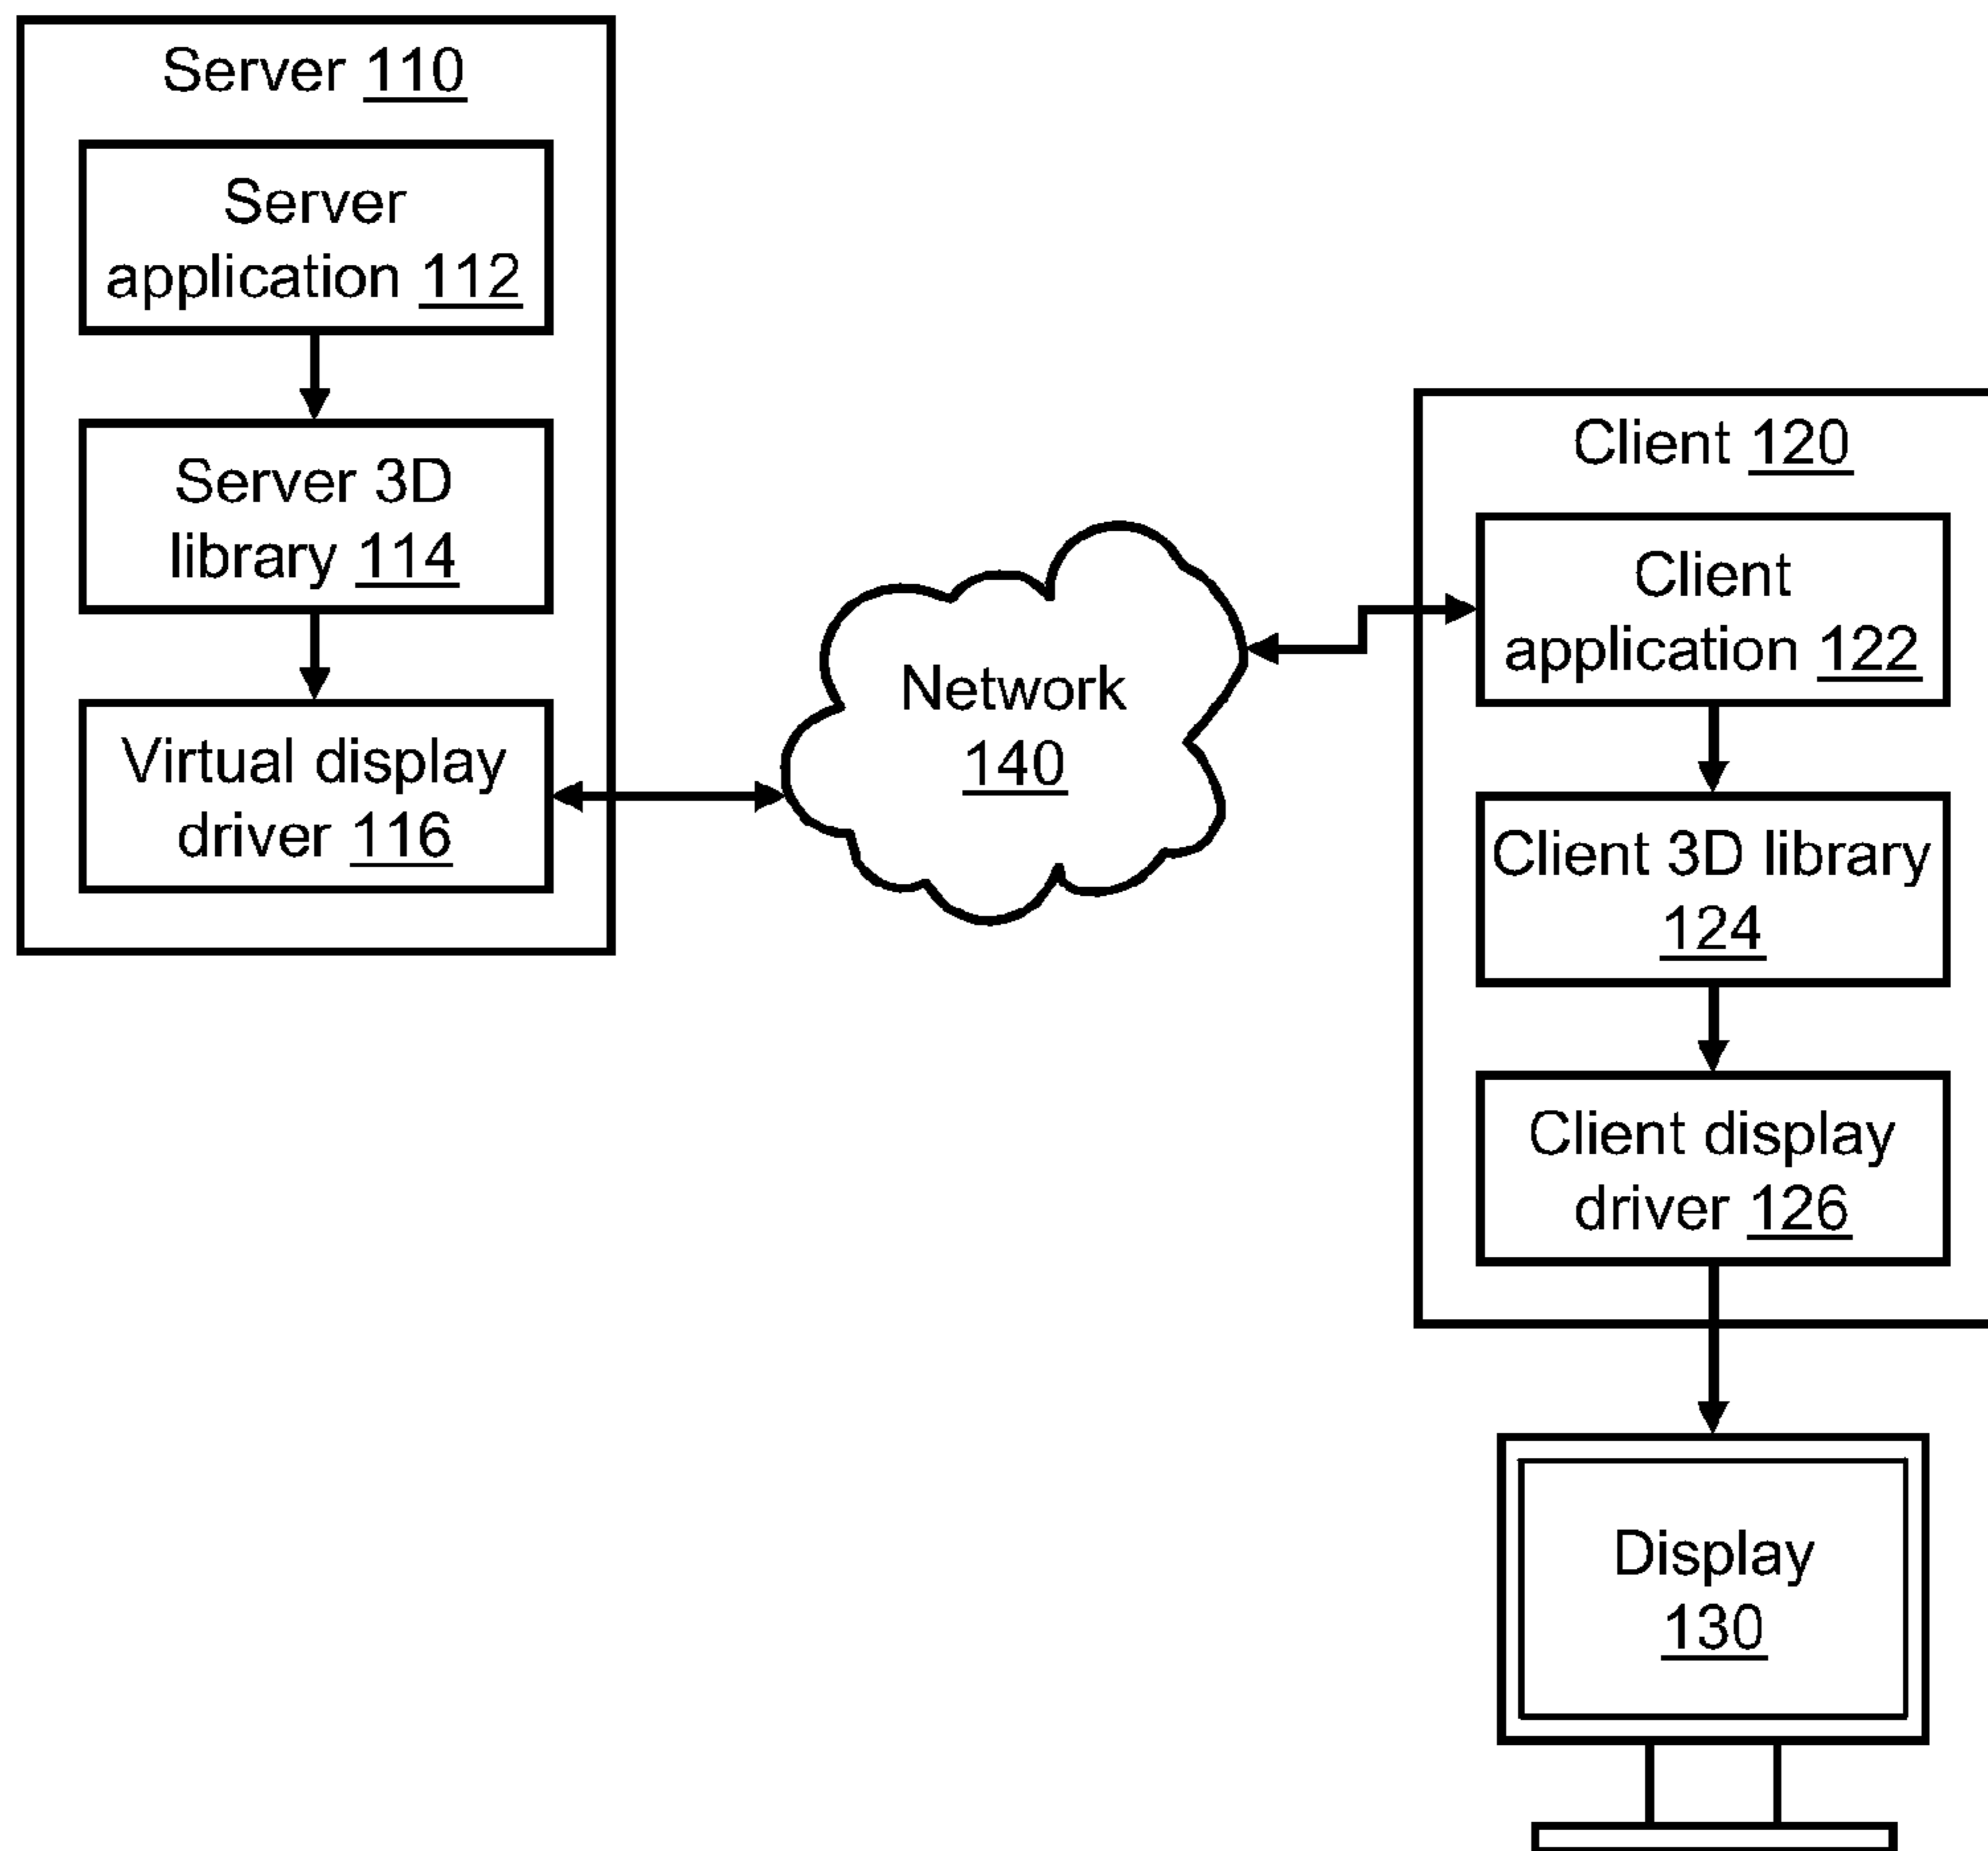 Server 110
Server
application 112
Server 3D
library 114
Virtual display
driver 116
Network
140
Client 120
Client
application 122
Client 3D library
124
Client display
driver 126
Display
130